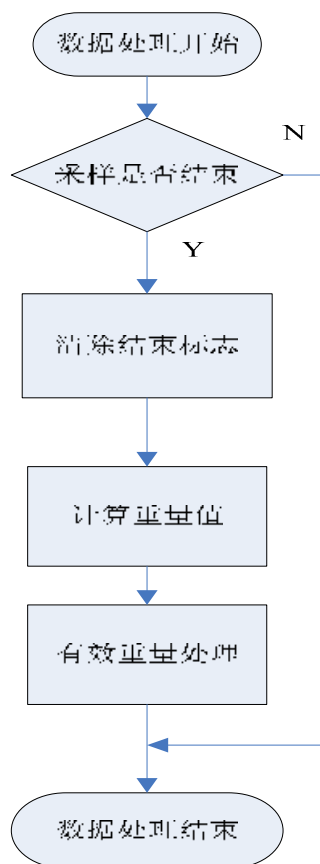 数据处理开始
采样是否结束
N
Y
清除结束标志
计算重量值
有效重量处理
数据处理结束